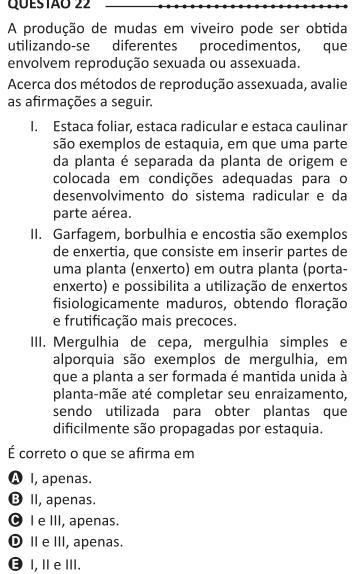 QUESTÃO 22
A produção de mudas em viveiro pode ser obtida
utilizando-se diferentes procedimentos, que
envolvem reprodução sexuada ou assexuada.
Acerca dos métodos de reprodução assexuada, avalie
as afirmações a seguir.
I. Estaca foliar, estaca radicular e estaca caulinar
são exemplos de estaquia, em que uma parte
da planta é separada da planta de origem e
colocada em condições adequadas para o
desenvolvimento do sistema radicular e da
parte aérea.
II. Garfagem, borbulhia e encostia são exemplos
de enxertia, que consiste em inserir partes de
uma planta (enxerto) em outra planta (porta-
enxerto) e possibilita a utilização de enxertos
fisiologicamente maduros, obtendo floração
e frutificação mais precoces.
III. Mergulhia de cepa, mergulhia simples e
alporquia são exemplos de mergulhia, em
que a planta a ser formada é mantida unida à
planta-mãe até completar seu enraizamento,
sendo utilizada para obter plantas que
dificilmente são propagadas por estaquia.
É correto o que se afirma em
A I, apenas.
B II, apenas.
C I e III, apenas.
D II e III, apenas.
E I, II e III.